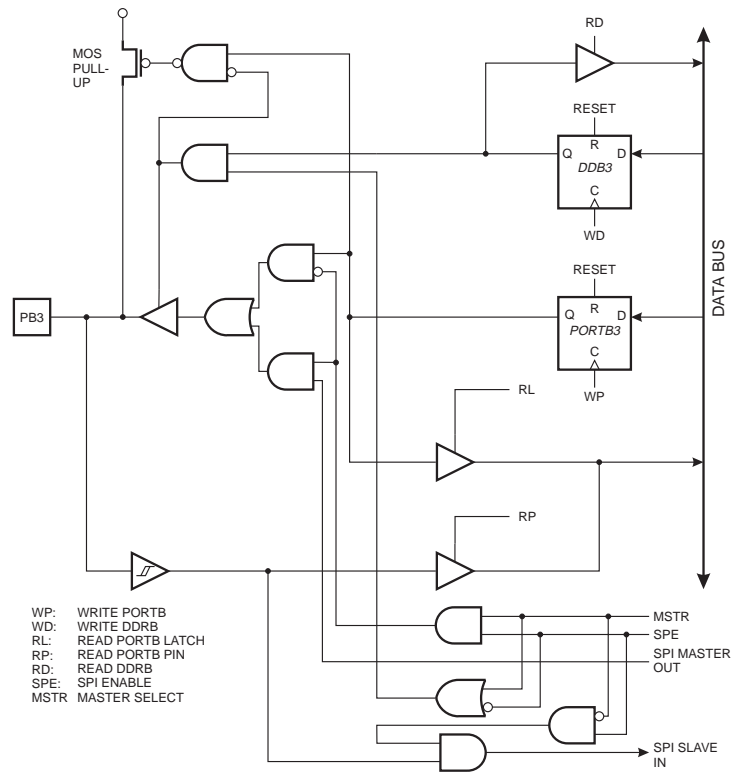 RD
MOS
PULL-
UP
RESET
R
Q
D
DDB3
C
WD
DATA BUS
RESET
R
Q
D
PB3
PORTB3
C
WP
RL
RP
WP: WRITE PORTB
WD: WRITE DDRB
RL: READ PORTB LATCH
RP: READ PORTB PIN
RD: READ DDRB
SPE: SPI ENABLE
MSTR MASTER SELECT
MSTR
SPE
SPI MASTER
OUT
SPI SLAVE
IN